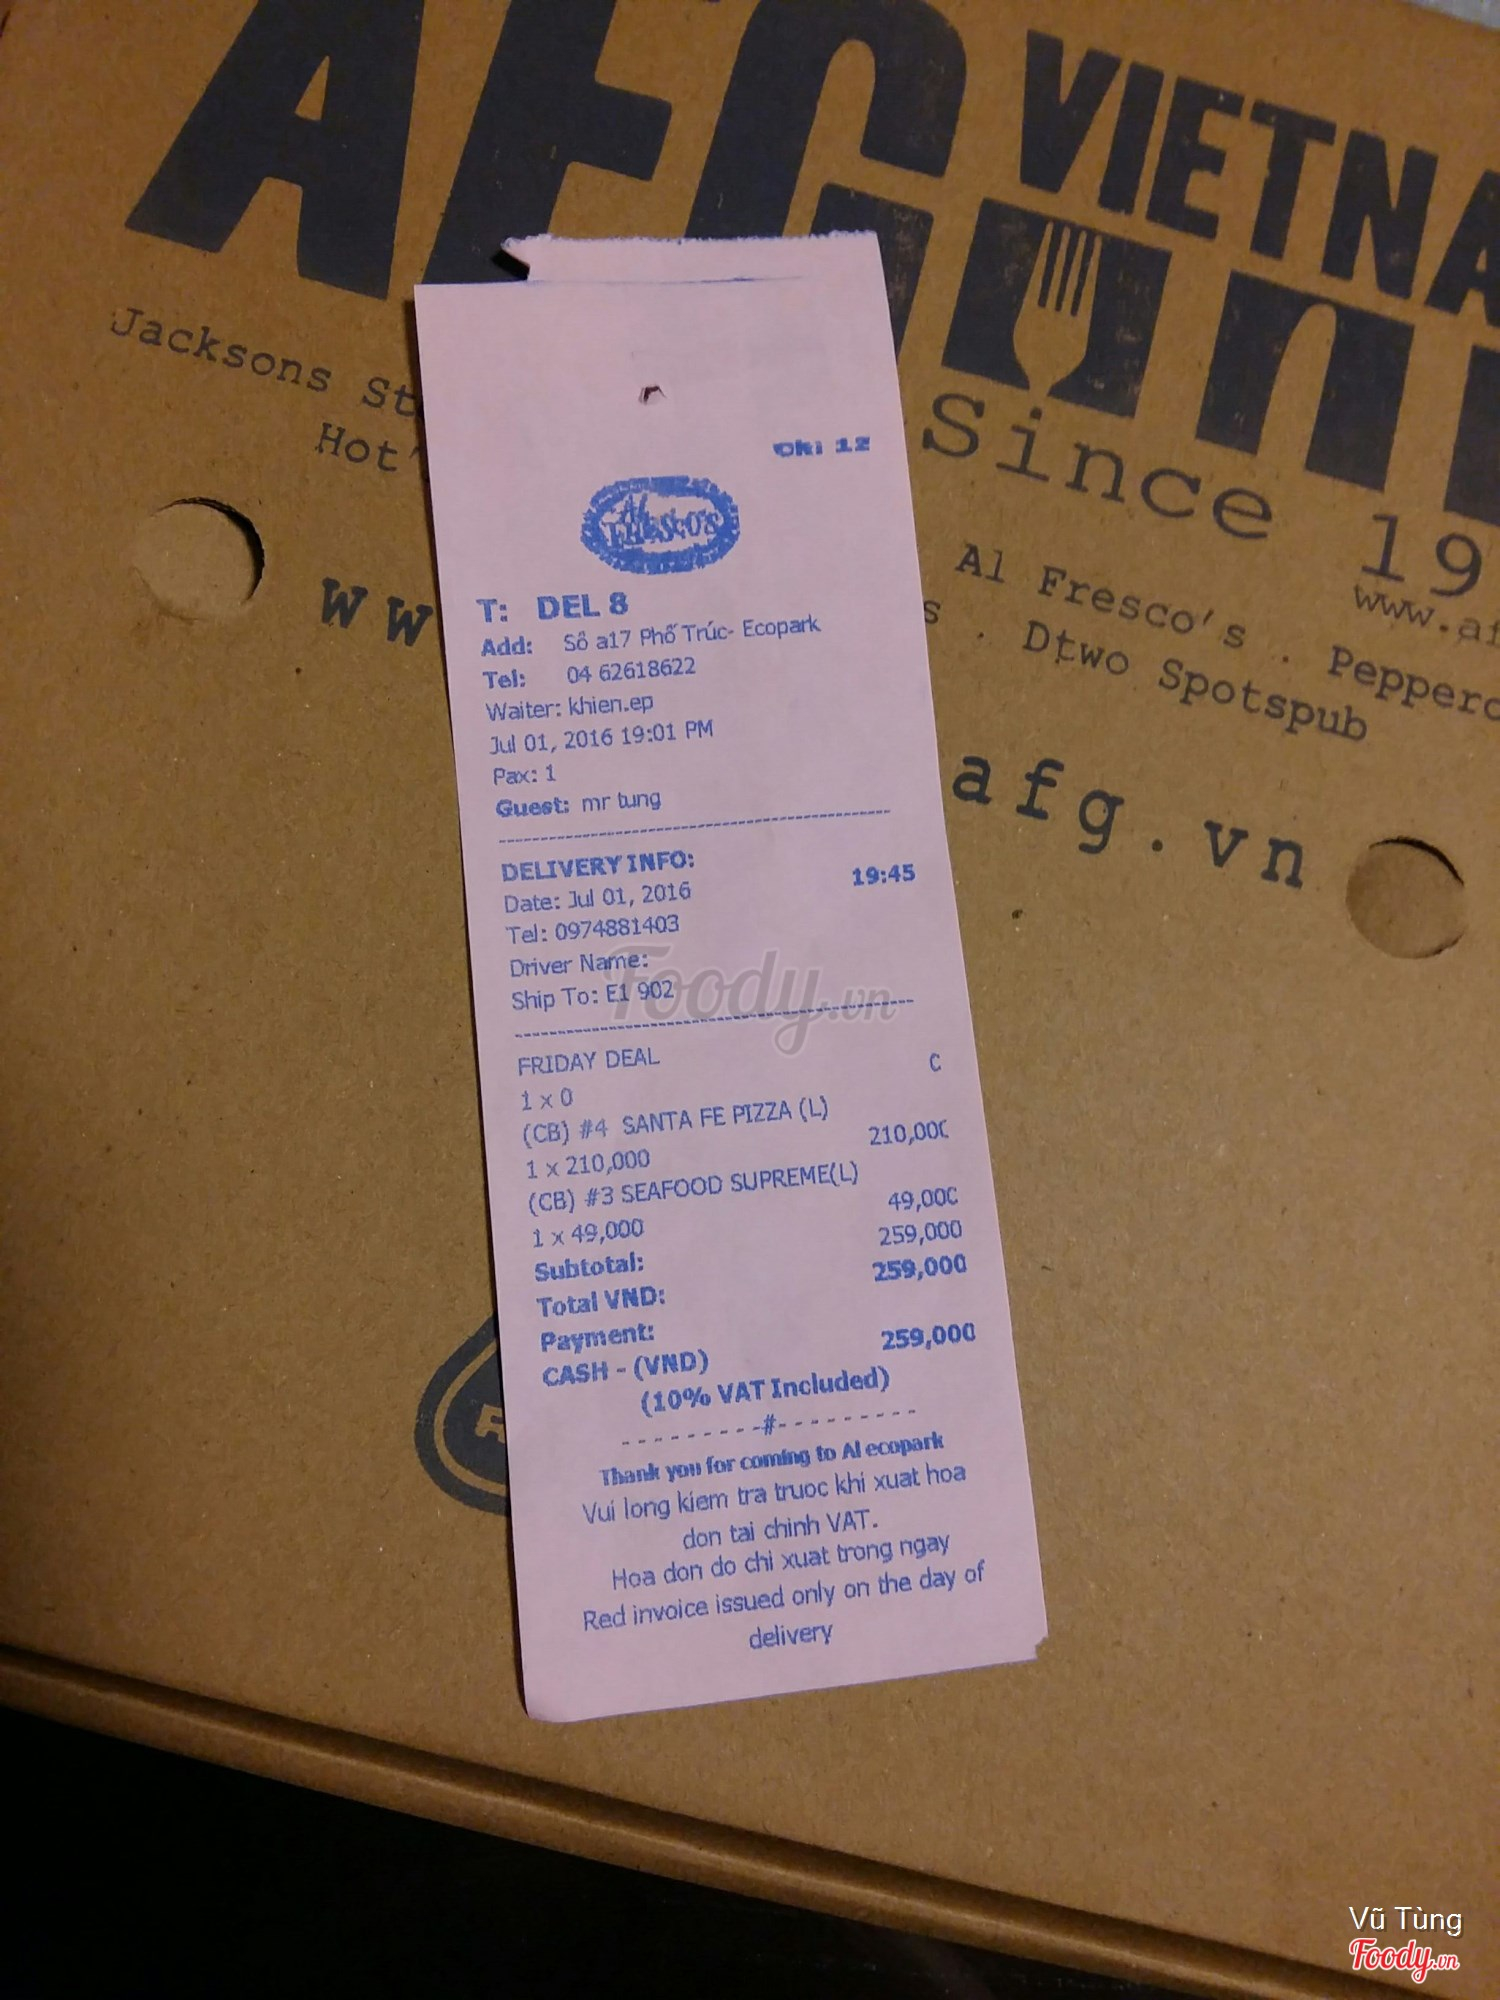 AFG VIETNA
Jacksons St
Hot'
Since 19
www.af
Al Fresco's . Pepperc
s . Dtwo Spotspub
ww
afg.vn
Chi 12
Al
FRESCO'S
T: DEL 8
Add: Số a17 Phố Trúc- Ecopark
Tel: 04 62618622
Waiter: khien.ep
Jul 01, 2016 19:01 PM
Pax: 1
Guest: mr tung
DELIVERY INFO:
Date: Jul 01, 2016 19:45
Tel: 0974881403
Driver Name:
Ship To: E1 902
Foody.vn
FRIDAY DEAL
1 x 0 C
(CB) #4 SANTA FE PIZZA (L)
1 x 210,000 210,000
(CB) #3 SEAFOOD SUPREME(L)
1 x 49,000 49,000
Subtotal: 259,000
Total VND: 259,000
Payment:
CASH - (VND) 259,000
(10% VAT Included)
---------#---------
Thank you for coming to Al ecopark
Vui long kiem tra truoc khi xuat hoa
don tai chinh VAT.
Hoa don do chi xuat trong ngay
Red invoice issued only on the day of
delivery
Vũ Tùng
Foody.vn